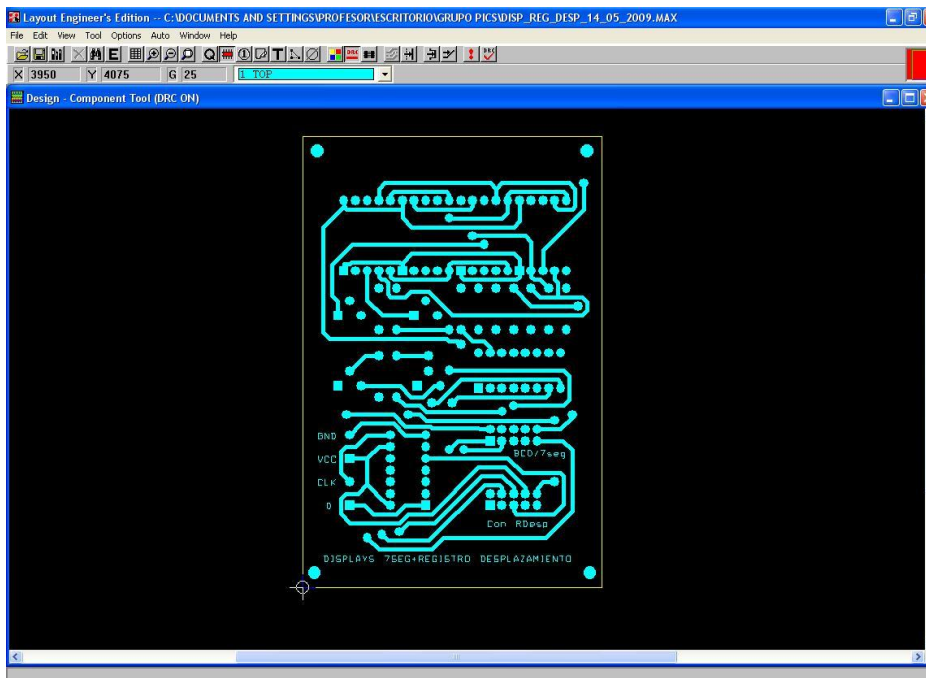 Layout Engineer's Edition -- C:\DOCUMENTS AND SETTINGS\PROFESOR\ESCRITORIO\GRUPO PICS\DISP_REG_DESP_14_05_2009.MAX
File Edit View Tool Options Auto Window Help
X 3950 Y 4075 G 25 1 TOP
Design - Component Tool (DRC ON)
GND
BCD/7seg
VCC
CLK
D
Con RDesp
DISPLAYS 7SEG+REGISTRO DESPLAZAMIENTO